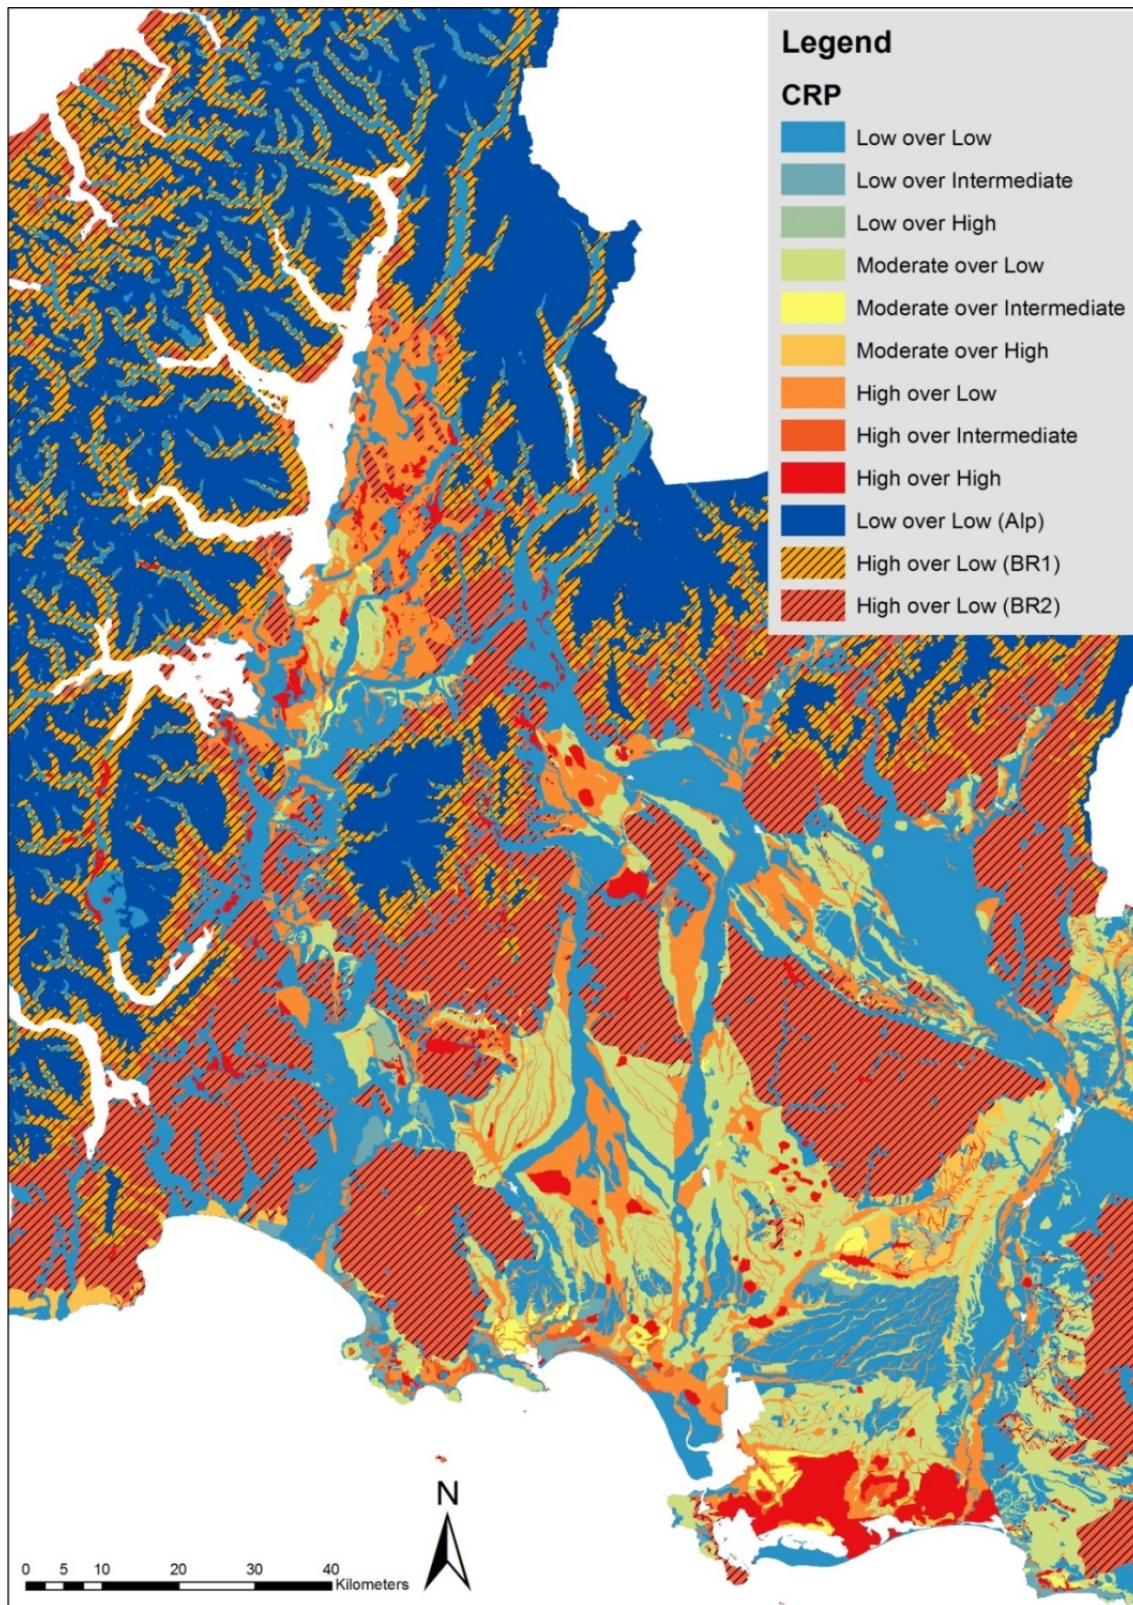 Legend
CRP
Low over Low
Low over Intermediate
Low over High
Moderate over Low
Moderate over Intermediate
Moderate over High
High over Low
High over Intermediate
High over High
Low over Low (Alp)
High over Low (BR1)
High over Low (BR2)
N
0 5 10 20 30 40
Kilometers